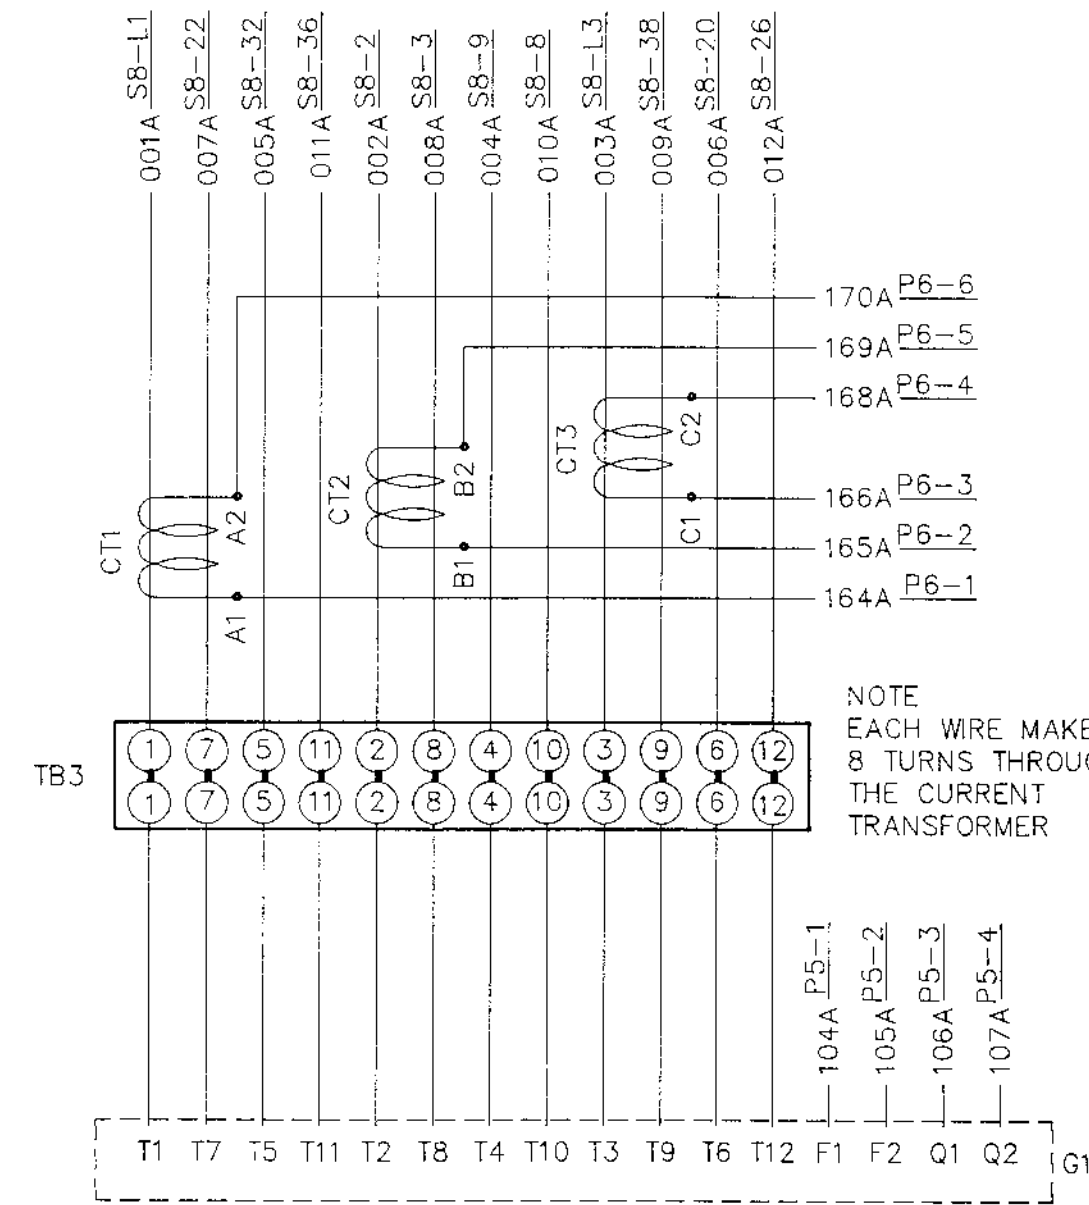 001A S8-L1
007A S8-22
005A S8-32
011A S8-36
002A S8-2
008A S8-3
004A S8-9
010A S8-8
003A S8-L3
009A S8-38
006A S8-20
012A S8-26
170A P6-6
169A P6-5
168A P6-4
166A P6-3
165A P6-2
164A P6-1
CT1
A2
A1
CT2
B2
B1
CT3
C2
C1
NOTE
EACH WIRE MAKE
8 TURNS THROUG
THE CURRENT
TRANSFORMER
TB3
1 7 5 11 2 8 4 10 3 9 6 12
1 7 5 11 2 8 4 10 3 9 6 12
104A P5-1
105A P5-2
106A P5-3
107A P5-4
T1 T7 T5 T11 T2 T8 T4 T10 T3 T9 T6 T12 F1 F2 Q1 Q2
G1